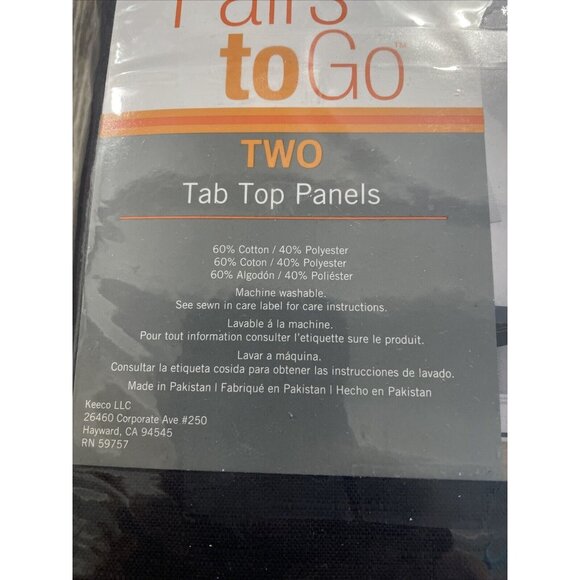 Pairs
to Go™
TWO
Tab Top Panels
60% Cotton / 40% Polyester
60% Coton / 40% Polyester
60% Algodón / 40% Poliéster
Machine washable.
See sewn in care label for care instructions.
Lavable á la machine.
Pour tout information consulter l'etiquette sure le produit.
Lavar a máquina.
Consultar la etiqueta cosida para obtener las instrucciones de lavado.
Made in Pakistan | Fabriqué en Pakistan | Hecho en Pakistan
Keeco LLC
26460 Corporate Ave #250
Hayward, CA 94545
RN 59757